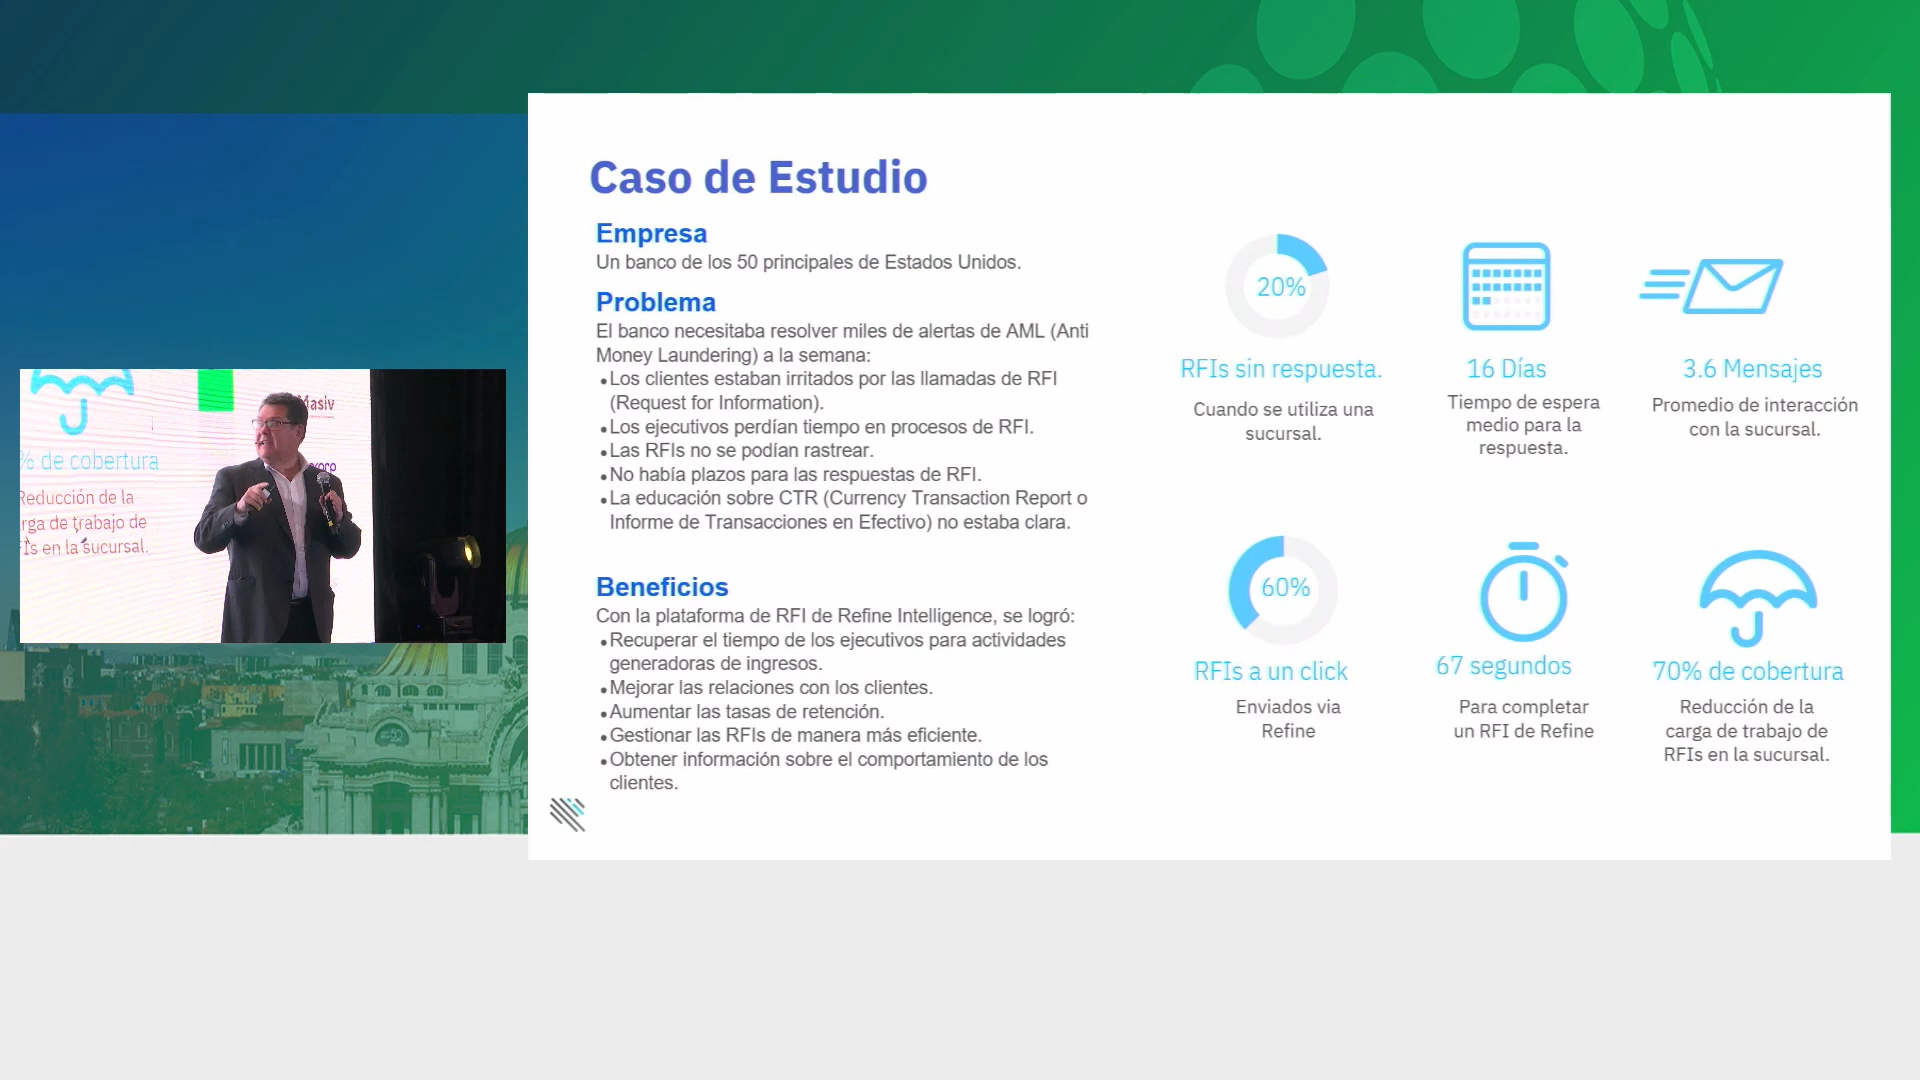 Caso de Estudio
Empresa
Un banco de los 50 principales de Estados Unidos.
Problema
El banco necesitaba resolver miles de alertas de AML (Anti
Money Laundering) a la semana:
•Los clientes estaban irritados por las llamadas de RFI
(Request for Information).
•Los ejecutivos perdían tiempo en procesos de RFI.
•Las RFIs no se podían rastrear.
•No había plazos para las respuestas de RFI.
•La educación sobre CTR (Currency Transaction Report o
Informe de Transacciones en Efectivo) no estaba clara.
Beneficios
Con la plataforma de RFI de Refine Intelligence, se logró:
•Recuperar el tiempo de los ejecutivos para actividades
generadoras de ingresos.
•Mejorar las relaciones con los clientes.
•Aumentar las tasas de retención.
•Gestionar las RFIs de manera más eficiente.
•Obtener información sobre el comportamiento de los
clientes.
20%
RFIs sin respuesta.
Cuando se utiliza una
sucursal.
16 Días
Tiempo de espera
medio para la
respuesta.
3.6 Mensajes
Promedio de interacción
con la sucursal.
60%
RFIs a un click
Enviados via
Refine
67 segundos
Para completar
un RFI de Refine
70% de cobertura
Reducción de la
carga de trabajo de
RFIs en la sucursal.
% de cobertura
Reducción de la
rga de trabajo de
Is en la sucursal.
Masiv